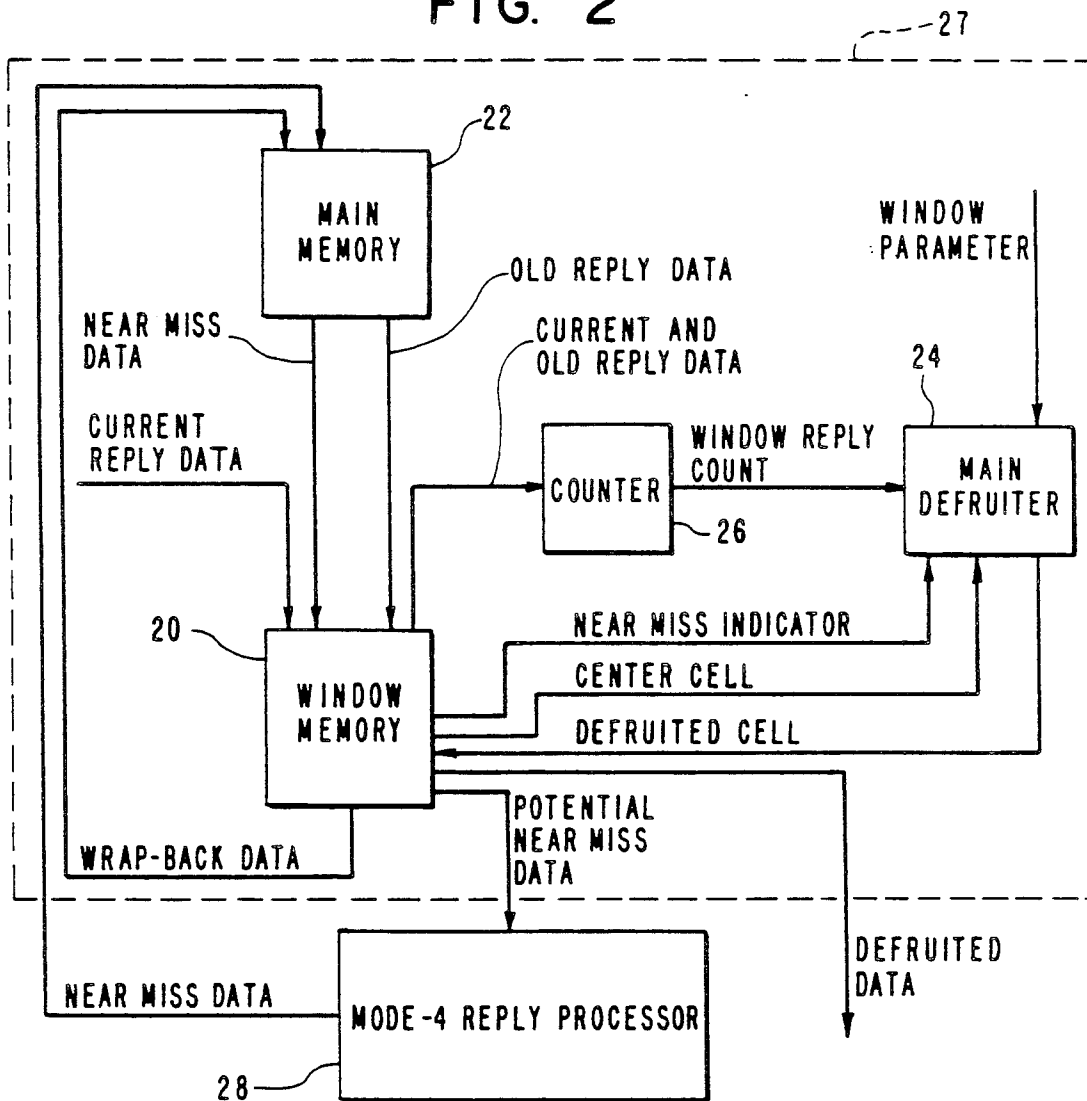 FIG. 2
27
22
MAIN
MEMORY
WINDOW
PARAMETER
OLD REPLY DATA
NEAR MISS
DATA
CURRENT AND
OLD REPLY DATA
24
CURRENT
REPLY DATA
WINDOW REPLY
COUNT
COUNTER
MAIN
DEFRUITER
26
20
NEAR MISS INDICATOR
WINDOW
MEMORY
CENTER CELL
DEFRUITED CELL
POTENTIAL
NEAR MISS
DATA
WRAP-BACK DATA
DEFRUITED
DATA
NEAR MISS DATA
MODE-4 REPLY PROCESSOR
28